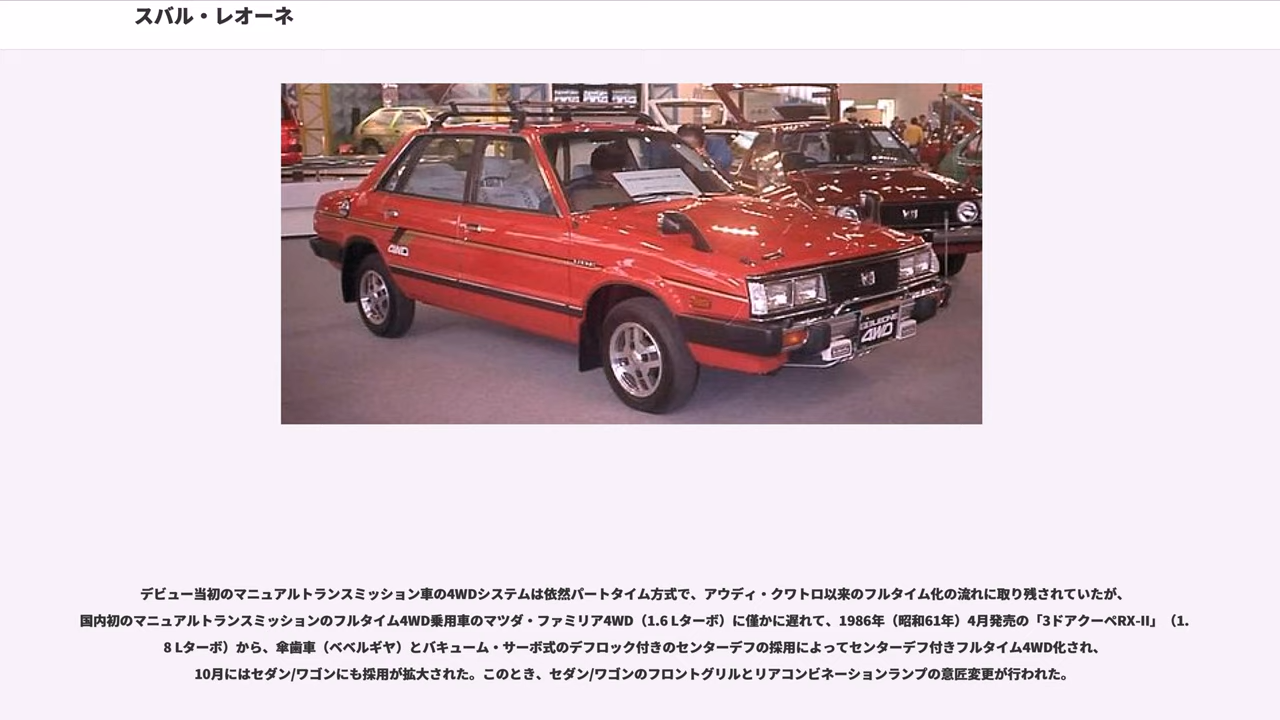 スバル・レオーネ
4WD
4WD
デビュー当初のマニュアルトランスミッション車の4WDシステムは依然パートタイム方式で、アウディ・クワトロ以来のフルタイム化の流れに取り残されていたが、
国内初のマニュアルトランスミッションのフルタイム4WD乗用車のマツダ・ファミリア4WD（1.6 Lターボ）に僅かに遅れて、1986年（昭和61年）4月発売の「3ドアクーペRX-II」（1.
8 Lターボ）から、傘歯車（ベベルギヤ）とバキューム・サーボ式のデフロック付きのセンターデフの採用によってセンターデフ付きフルタイム4WD化され、
10月にはセダン/ワゴンにも採用が拡大された。このとき、セダン/ワゴンのフロントグリルとリアコンビネーションランプの意匠変更が行われた。